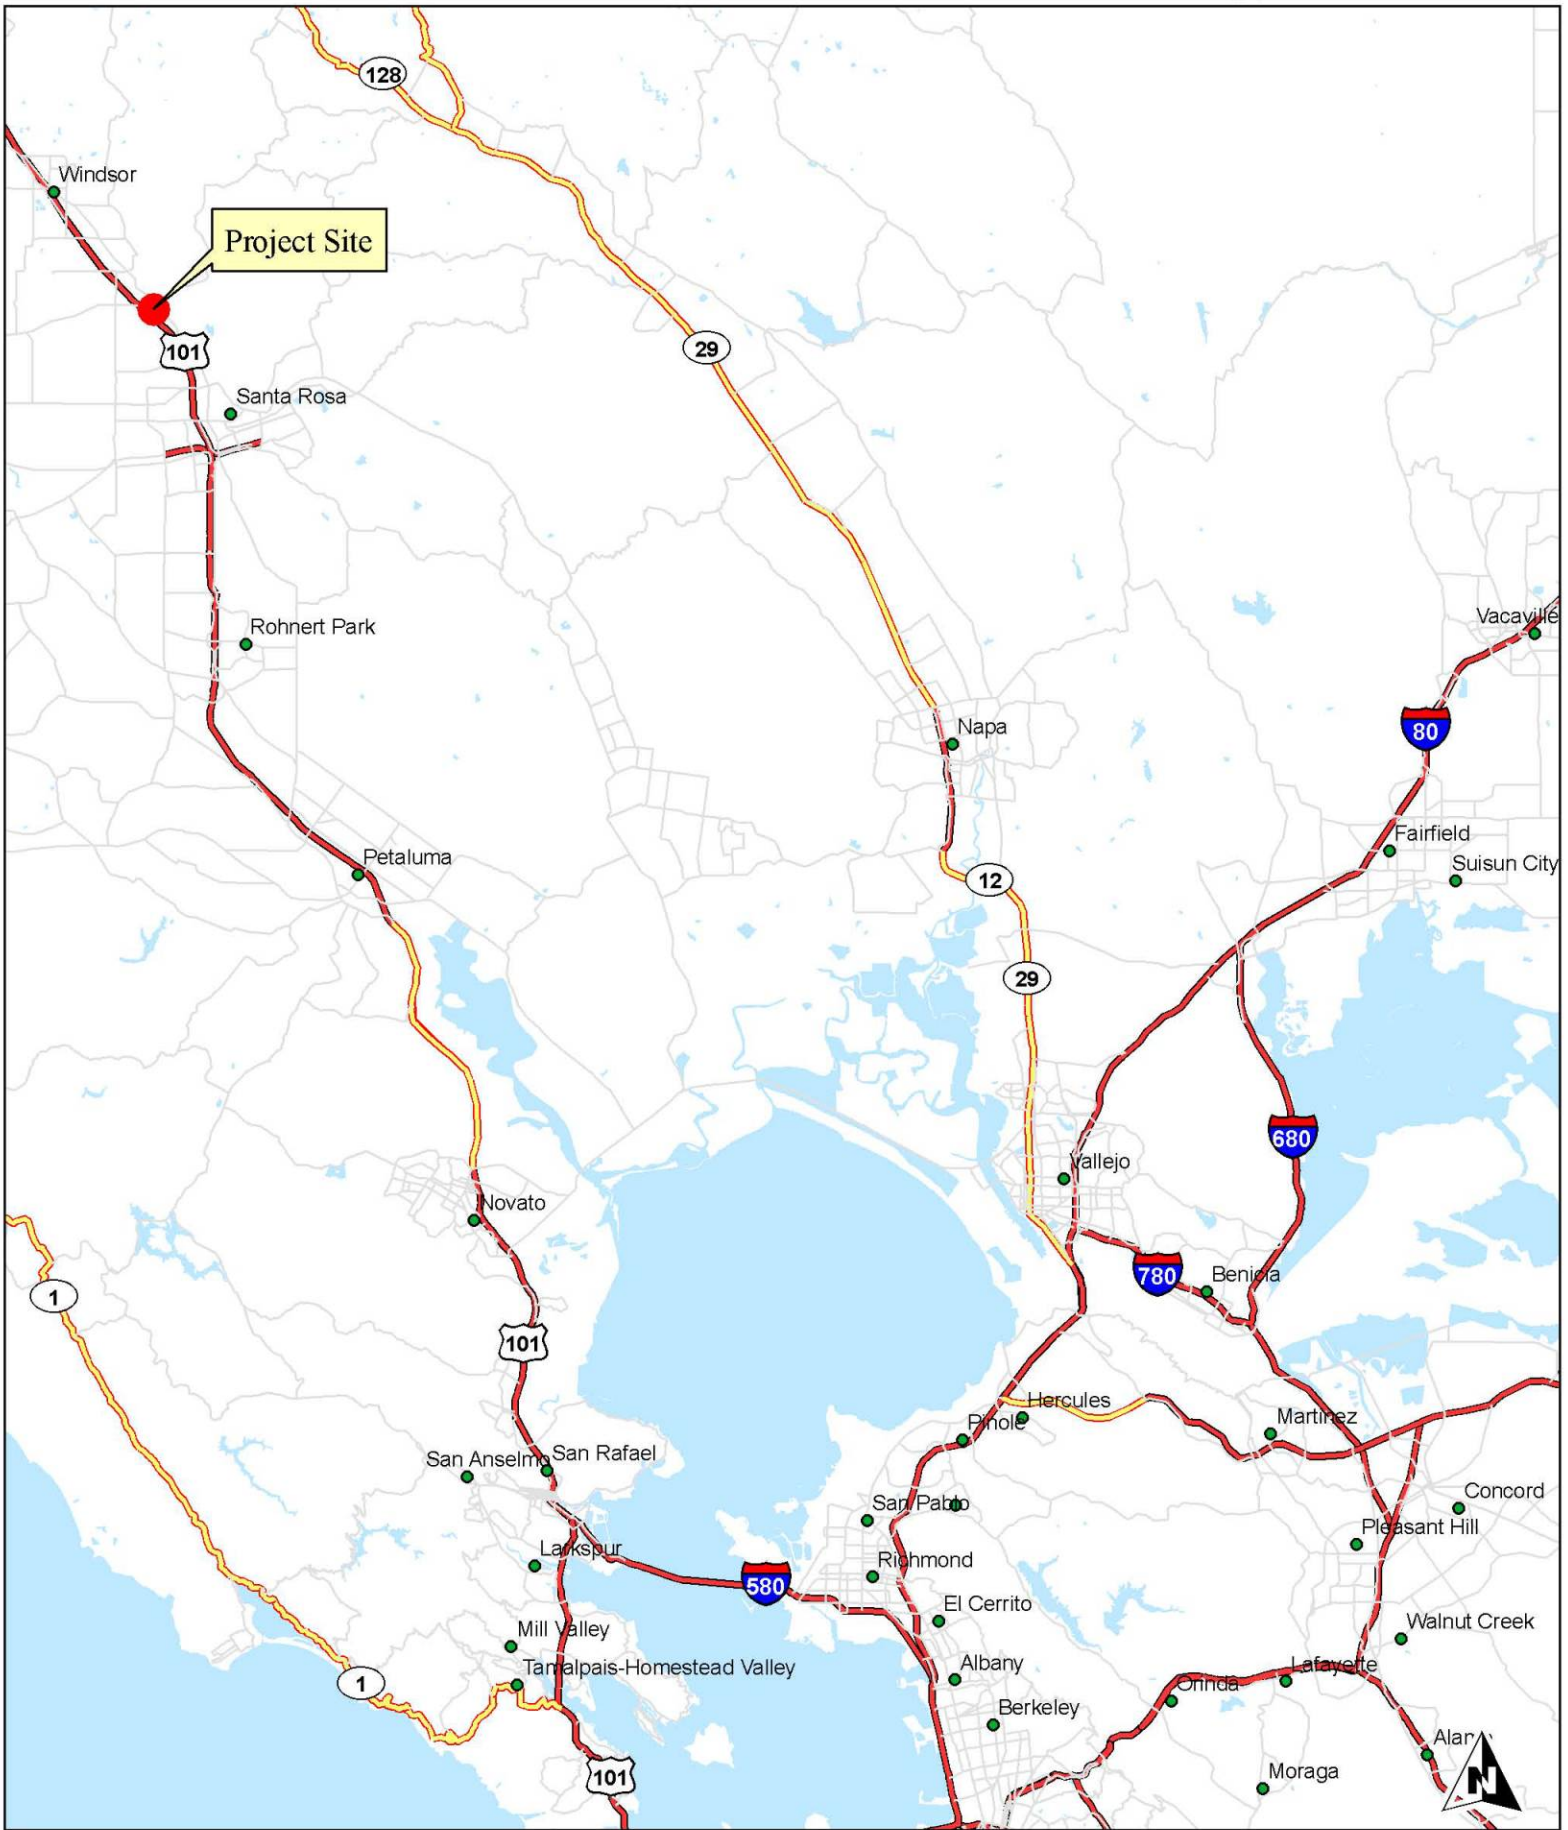 128
Windsor
Project Site
101
29
Santa Rosa
Rohnert Park
Vacaville
Napa
80
Fairfield
Petaluma
Suisun City
12
29
680
Vallejo
Novato
780
Benicia
1
101
Hercules
Pinole
Martinez
San Anselmo
San Rafael
Concord
San Pablo
Pleasant Hill
Larkspur
Richmond
580
El Cerrito
Mill Valley
Walnut Creek
Tamalpais-Homestead Valley
Albany
Lafayette
1
Orinda
Berkeley
Moraga
101
N